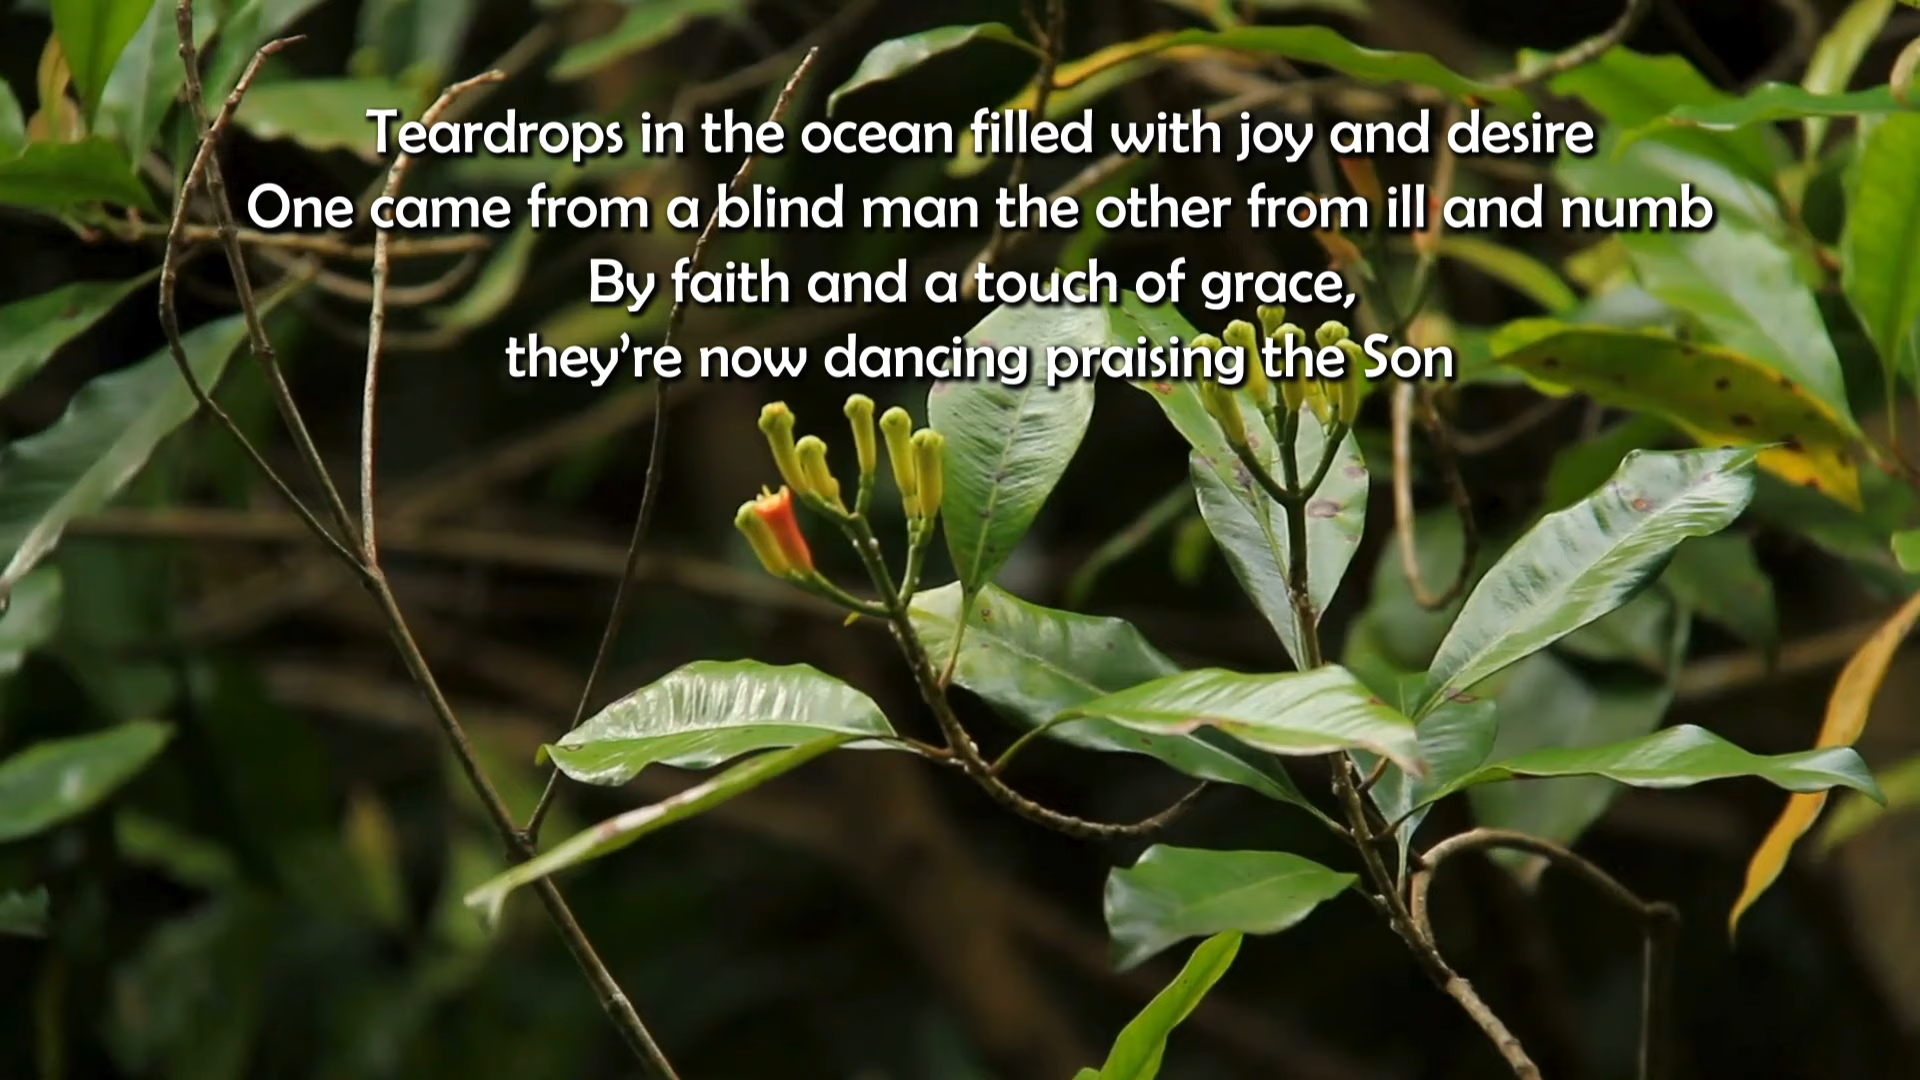 Teardrops in the ocean filled with joy and desire
One came from a blind man the other from ill and numb
By faith and a touch of grace,
they’re now dancing praising the Son